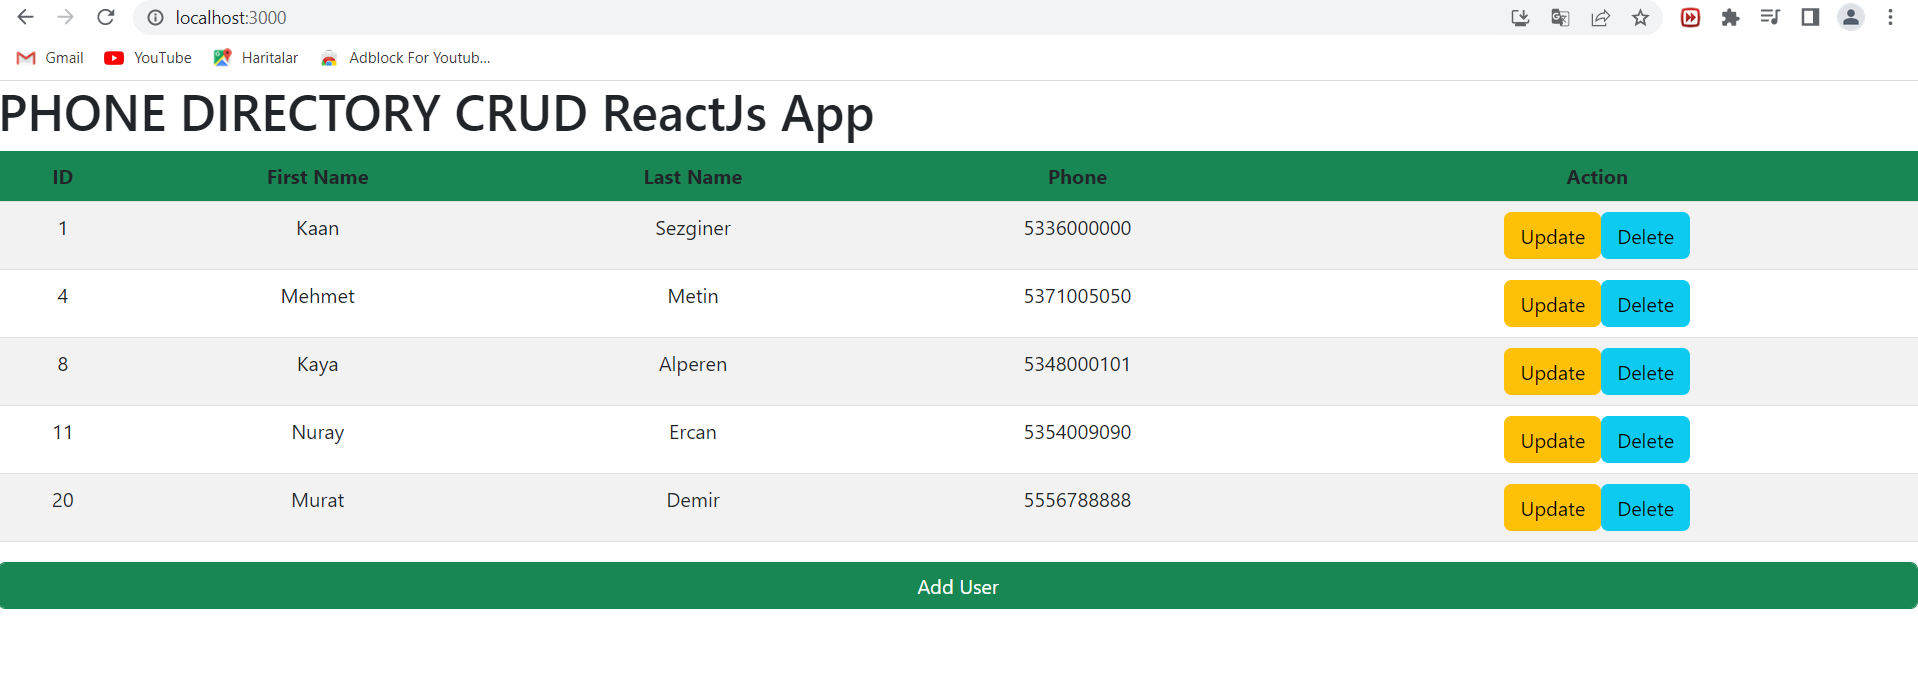 localhost:3000
Gmail YouTube Haritalar Adblock For Youtub...
PHONE DIRECTORY CRUD ReactJs App
ID First Name Last Name Phone Action
1 Kaan Sezginer 5336000000 Update Delete
4 Mehmet Metin 5371005050 Update Delete
8 Kaya Alperen 5348000101 Update Delete
11 Nuray Ercan 5354009090 Update Delete
20 Murat Demir 5556788888 Update Delete
Add User